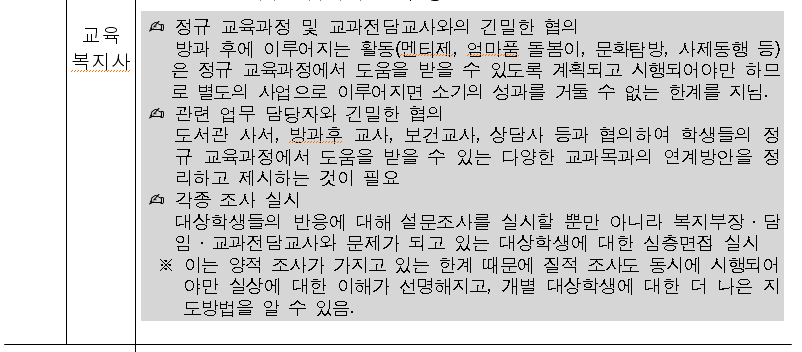 교육
복지사
✍ 정규 교육과정 및 교과전담교사와의 긴밀한 협의
방과 후에 이루어지는 활동(멘티제, 엄마품 돌봄이, 문화탐방, 사제동행 등)
은 정규 교육과정에서 도움을 받을 수 있도록 계획되고 시행되어야만 하므
로 별도의 사업으로 이루어지면 소기의 성과를 거둘 수 없는 한계를 지님.
✍ 관련 업무 담당자와 긴밀한 협의
도서관 사서, 방과후 교사, 보건교사, 상담사 등과 협의하여 학생들의 정
규 교육과정에서 도움을 받을 수 있는 다양한 교과목과의 연계방안을 정
리하고 제시하는 것이 필요
✍ 각종 조사 실시
대상학생들의 반응에 대해 설문조사를 실시할 뿐만 아니라 복지부장·담
임·교과전담교사와 문제가 되고 있는 대상학생에 대한 심층면접 실시
※ 이는 양적 조사가 가지고 있는 한계 때문에 질적 조사도 동시에 시행되어
야만 실상에 대한 이해가 선명해지고, 개별 대상학생에 대한 더 나은 지
도방법을 알 수 있음.